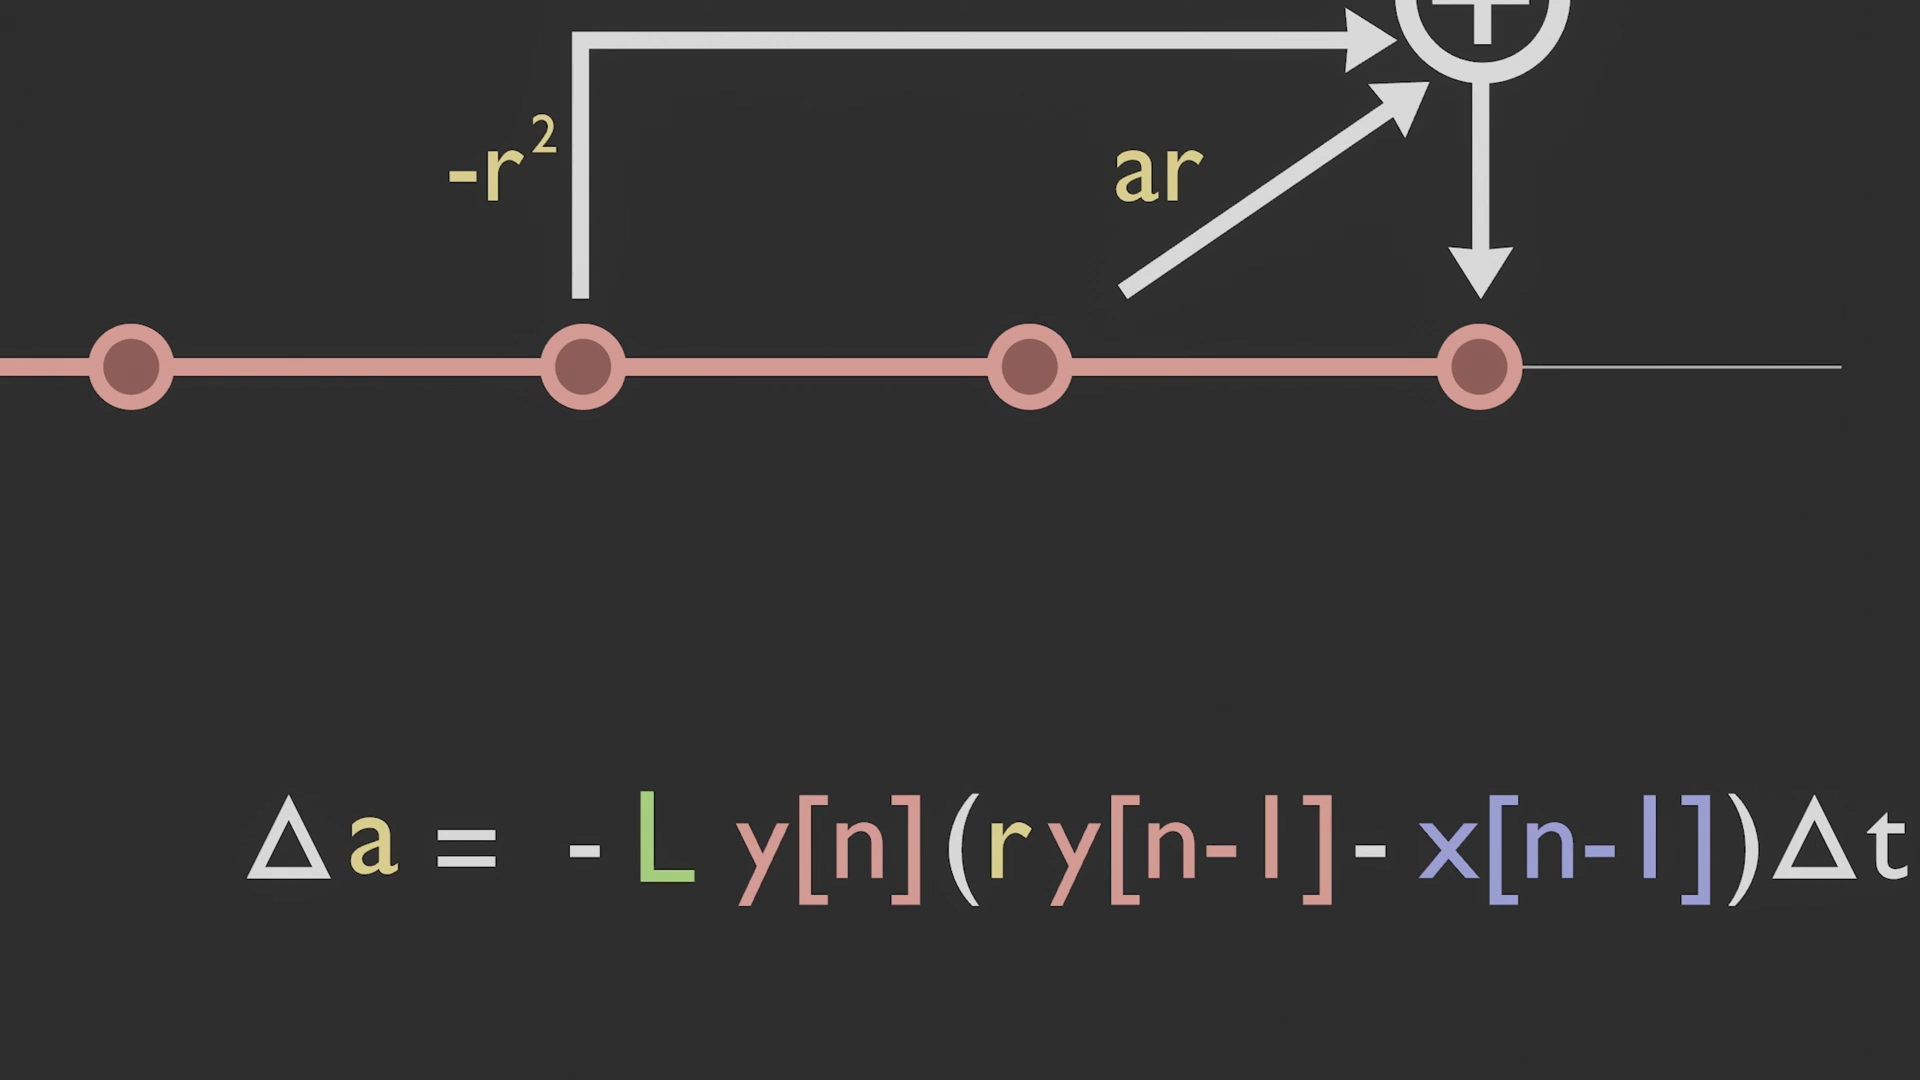 -r²
ar
Δa = - L y[n](r y[n-1] - x[n-1])Δt